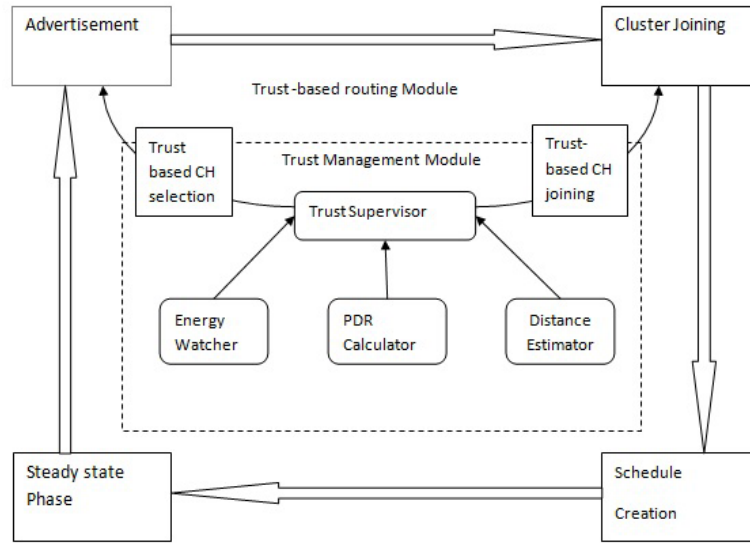 Advertisement
Cluster Joining
Trust-based routing Module
Trust
based CH
selection
Trust Management Module
Trust-
based CH
joining
Trust Supervisor
Energy
Watcher
PDR
Calculator
Distance
Estimator
Steady state
Phase
Schedule
Creation